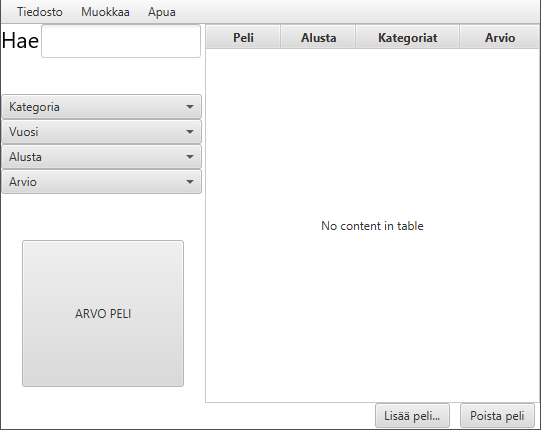 Tiedosto Muokkaa Apua
Hae
Kategoria
Vuosi
Alusta
Arvio
ARVO PELI
Peli Alusta Kategoriat Arvio
No content in table
Lisää peli... Poista peli